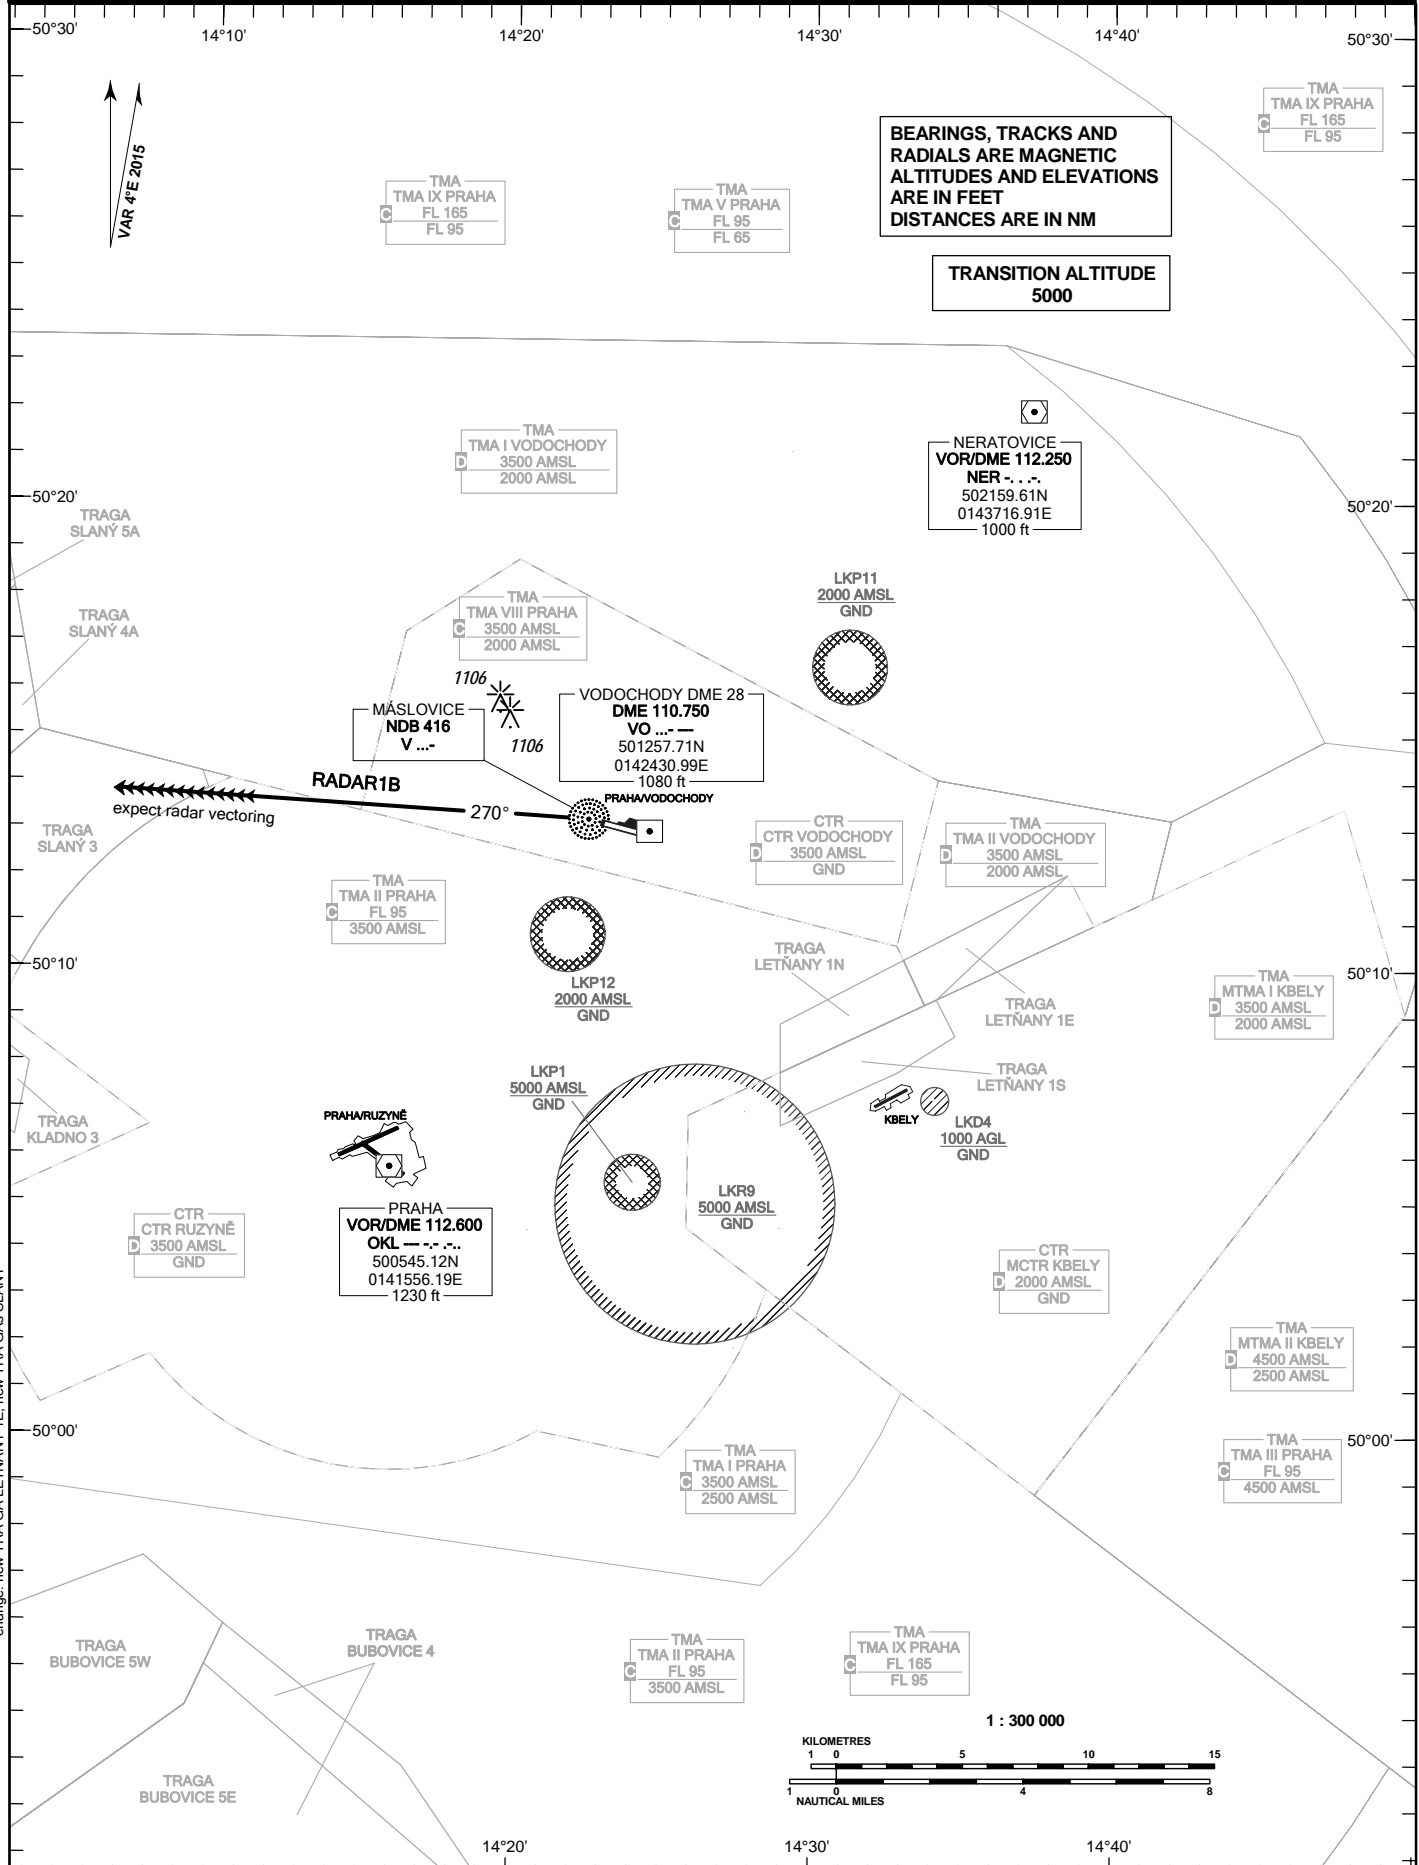 50°30'
14°10'
14°20'
14°30'
14°40'
50°30'
VAR 4°E 2015
BEARINGS, TRACKS AND
RADIALS ARE MAGNETIC
ALTITUDES AND ELEVATIONS
ARE IN FEET
DISTANCES ARE IN NM
TRANSITION ALTITUDE
5000
TMA
TMA IX PRAHA
C
FL 165
FL 95
TMA
TMA IX PRAHA
C
FL 165
FL 95
TMA
TMA V PRAHA
C
FL 95
FL 65
NERATOVICE
VOR/DME 112.250
NER -. . .-.
502159.61N
0143716.91E
1000 ft
TMA
TMA I VODOCHODY
D
3500 AMSL
2000 AMSL
50°20'
50°20'
TRAGA
SLANÝ 5A
TRAGA
SLANÝ 4A
LKP11
2000 AMSL
GND
TMA
TMA VIII PRAHA
C
3500 AMSL
2000 AMSL
1106
1106
MASLOVICE
NDB 416
V ...-
VODOCHODY DME 28
DME 110.750
VO ...- ---
501257.71N
0142430.99E
1080 ft
PRAHA/VODOCHODY
RADAR1B
270°
expect radar vectoring
TRAGA
SLANÝ 3
CTR
CTR VODOCHODY
D
3500 AMSL
GND
TMA
TMA II VODOCHODY
D
3500 AMSL
2000 AMSL
TMA
TMA II PRAHA
C
FL 95
3500 AMSL
50°10'
50°10'
LKP12
2000 AMSL
GND
TRAGA
LETŇANY 1N
TRAGA
LETŇANY 1E
TRAGA
LETŇANY 1S
TMA
MTMA I KBELY
D
3500 AMSL
2000 AMSL
LKP1
5000 AMSL
GND
KBELY
LKD4
1000 AGL
GND
TRAGA
KLADNO 3
PRAHA/RUZYNĚ
PRAHA
VOR/DME 112.600
OKL --- -.- .-..
500545.12N
0141556.19E
1230 ft
LKR9
5000 AMSL
GND
CTR
CTR RUZYNĚ
D
3500 AMSL
GND
CTR
MCTR KBELY
D
2000 AMSL
GND
TMA
MTMA II KBELY
D
4500 AMSL
2500 AMSL
50°00'
50°00'
TMA
TMA I PRAHA
C
3500 AMSL
2500 AMSL
TMA
TMA III PRAHA
C
FL 95
4500 AMSL
TRAGA
BUBOVICE 5W
TRAGA
BUBOVICE 4
TMA
TMA II PRAHA
C
FL 95
3500 AMSL
TMA
TMA IX PRAHA
C
FL 165
FL 95
TRAGA
BUBOVICE 5E
1 : 300 000
KILOMETRES
1 0 5 10 15
1 0 4 8
NAUTICAL MILES
14°20'
14°30'
14°40'